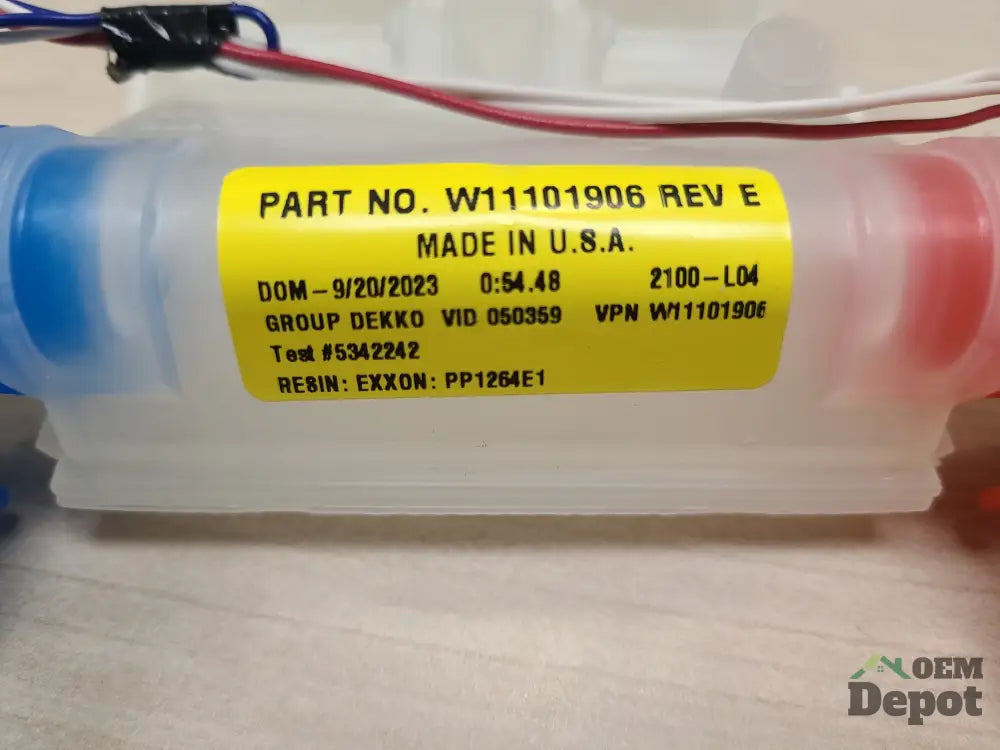 PART NO. W11101906 REV E
MADE IN U.S.A.
DOM - 9/20/2023 0:54.48 2100-L04
GROUP DEKKO VID 050359 VPN W11101906
Test #5342242
RESIN: EXXON: PP1264E1
OEM
Depot